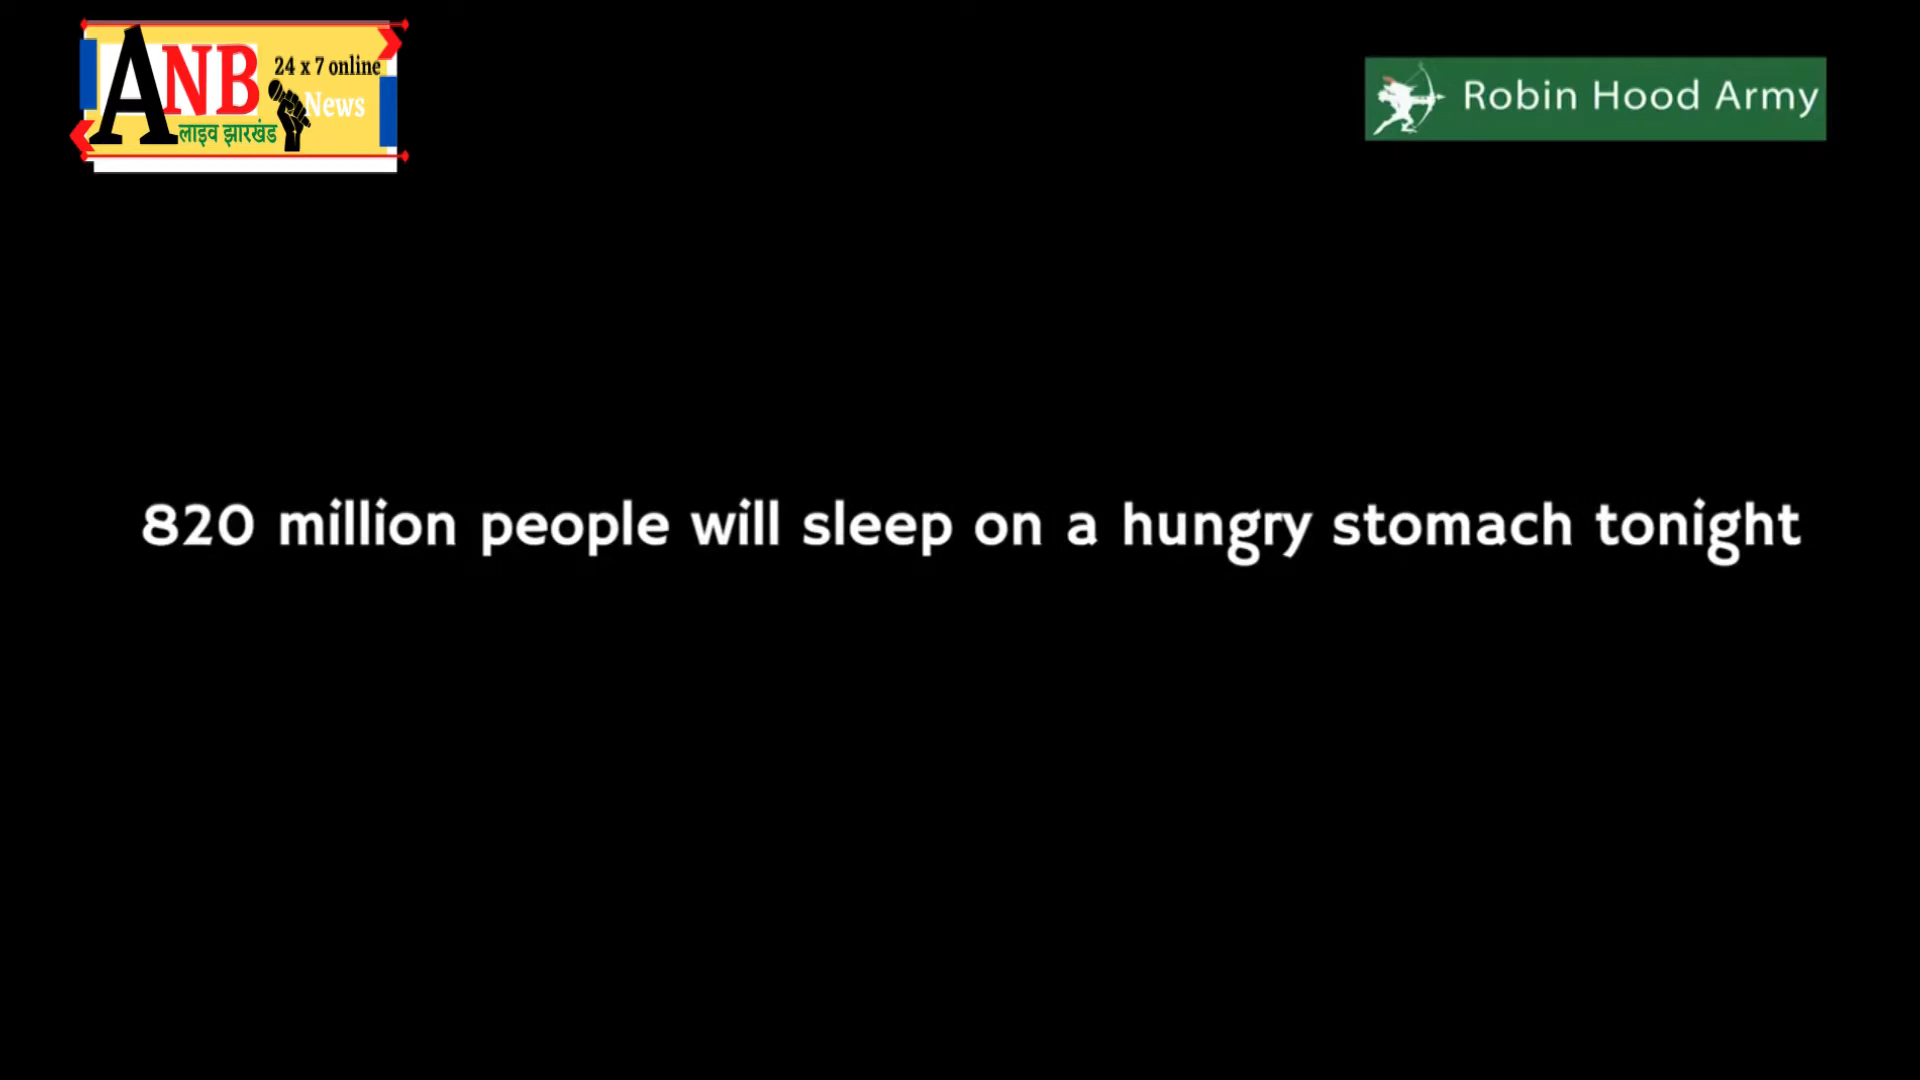 ANB
24 x 7 online
News
लाइव झारखंड
Robin Hood Army
820 million people will sleep on a hungry stomach tonight